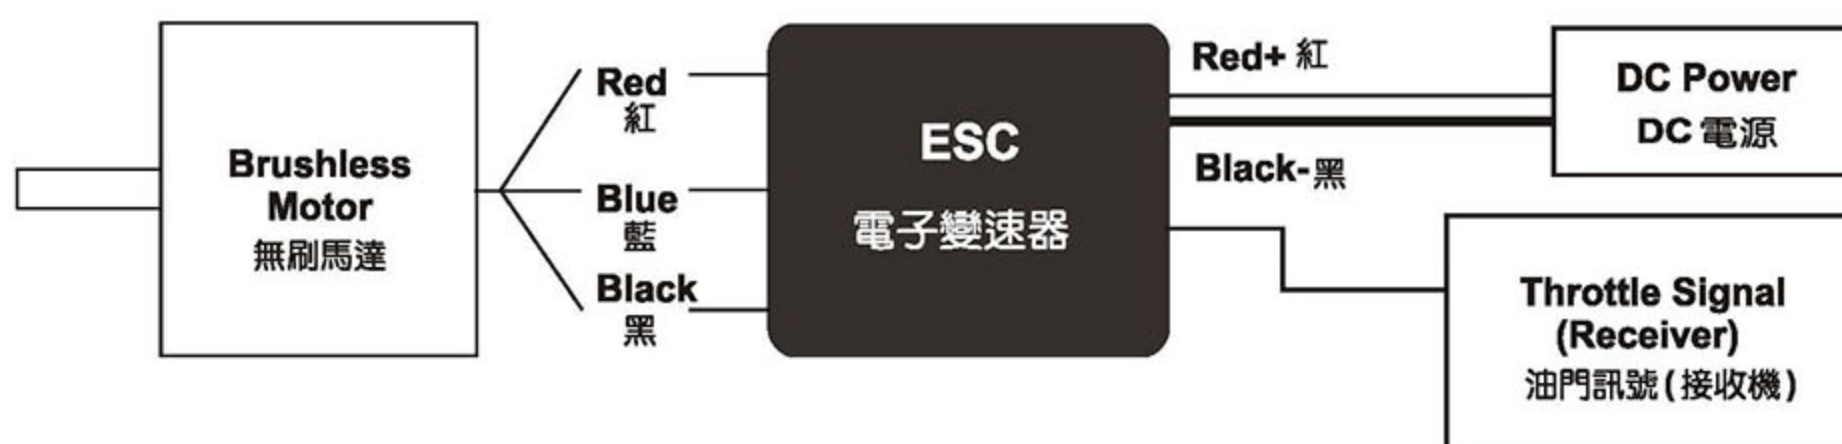 Brushless
Motor
無刷馬達
Red
紅
Blue
藍
Black
黑
ESC
電子變速器
Red+ 紅
Black-黑
DC Power
DC 電源
Throttle Signal
(Receiver)
油門訊號(接收機)